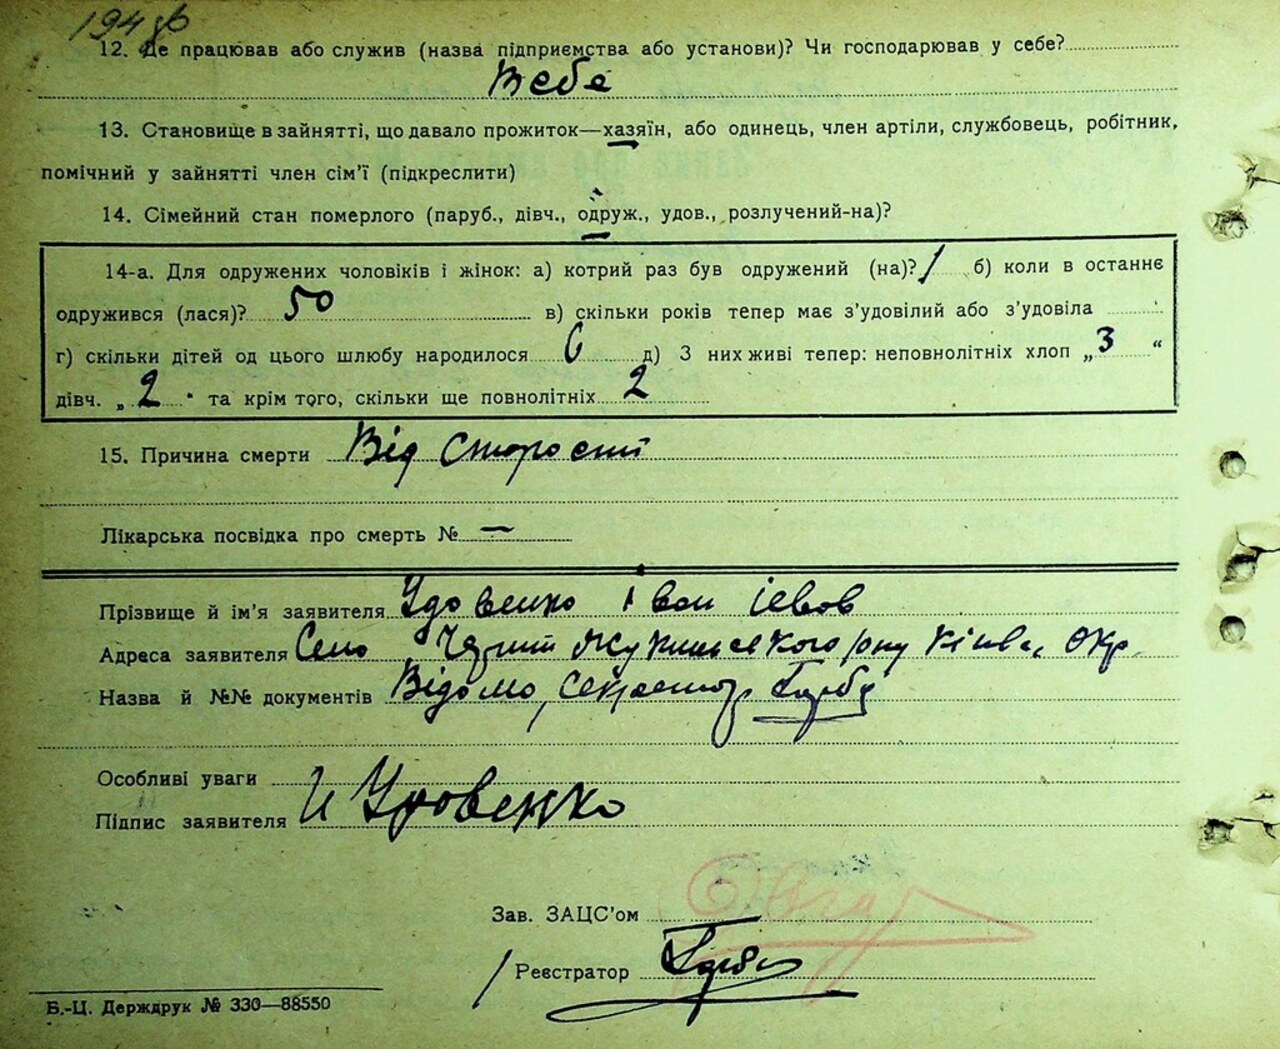 12. Де працював або служив (назва підприємства або установи)? Чи господарював у себе?
В себе
13. Становище в зайнятті, що давало прожиток—хазяїн, або одинець, член артіли, службовець, робітник,
помічний у зайнятті член сім'ї (підкреслити)
14. Сімейний стан померлого (паруб., дівч., одруж., удов., розлучений-на)?
14-а. Для одружених чоловіків і жінок: а) котрий раз був одружений (на)? 1 б) коли в останнє
одружився (лася)? 50 в) скільки років тепер має з'удовілий або з'удовіла
г) скільки дітей од цього шлюбу народилося 6 д) З них живі тепер: неповнолітніх хлоп „3“
дівч. „2“ та крім того, скільки ще повнолітніх 2
15. Причина смерти Від старости
Лікарська посвідка про смерть № —
Прізвище й ім'я заявителя Удовенко Іван
Адреса заявителя Село Кіів. Окр.
Назва й №№ документів Відомо, секретар
Особливі уваги
Підпис заявителя И Удовенко
Зав. ЗАЦС'ом
Реєстратор
Б.-Ц. Держдрук № 330—88550